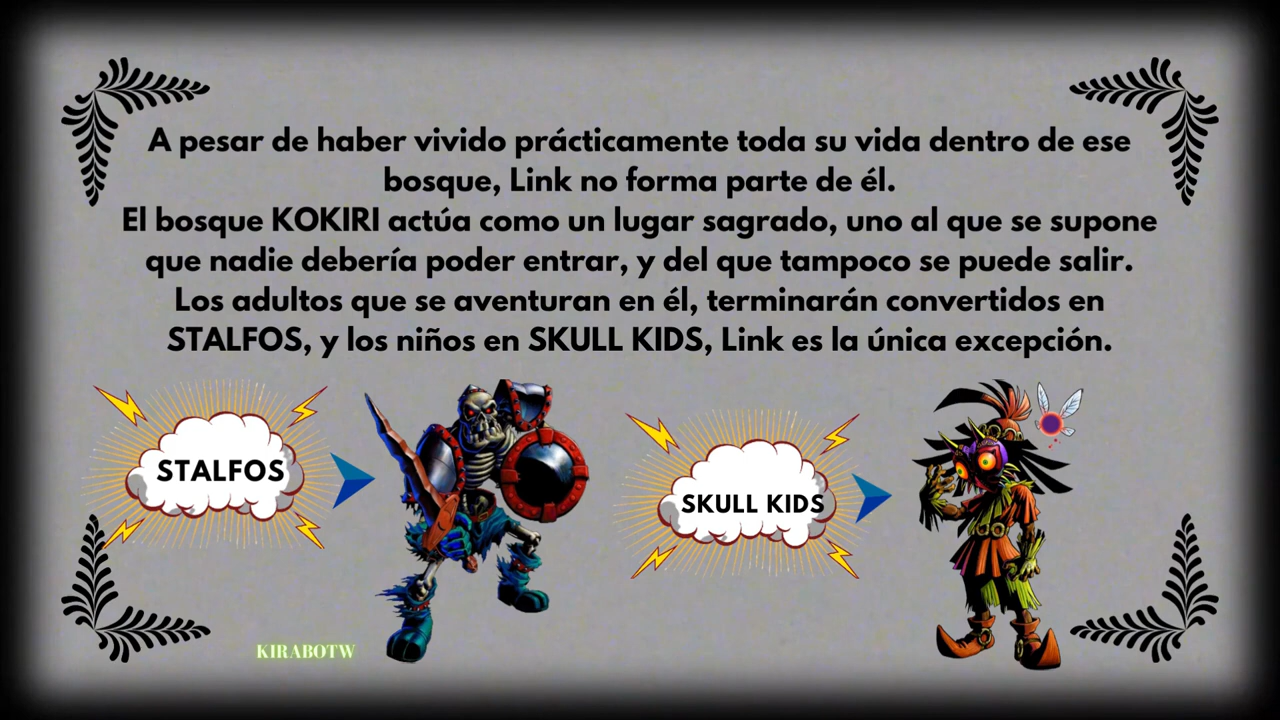 A pesar de haber vivido prácticamente toda su vida dentro de ese
bosque, Link no forma parte de él.
El bosque KOKIRI actúa como un lugar sagrado, uno al que se supone
que nadie debería poder entrar, y del que tampoco se puede salir.
Los adultos que se aventuran en él, terminarán convertidos en
STALFOS, y los niños en SKULL KIDS, Link es la única excepción.
STALFOS
SKULL KIDS
KIRABOTW